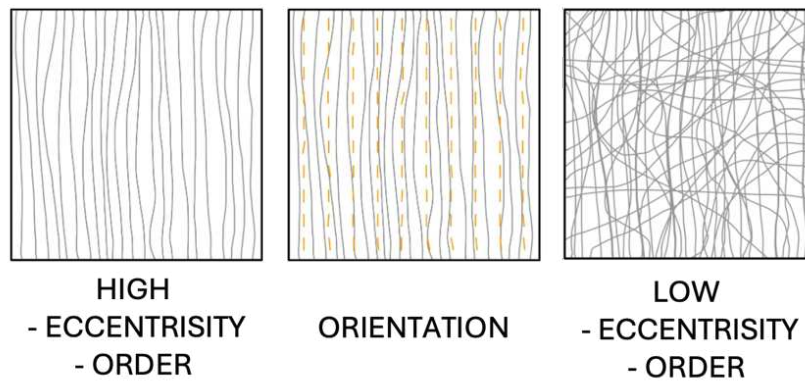 HIGH
- ECCENTRISITY
- ORDER
ORIENTATION
LOW
- ECCENTRISITY
- ORDER